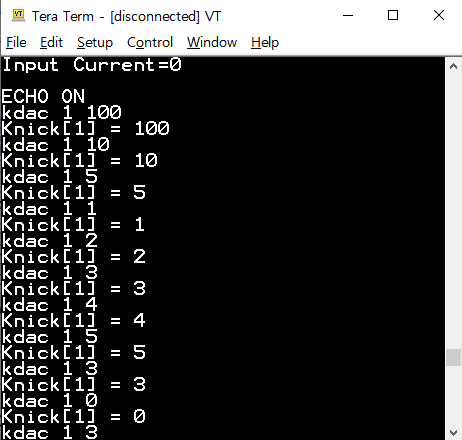 VT
Tera Term - [disconnected] VT
File Edit Setup Control Window Help
Input Current=0
ECHO ON
kdac 1 100
Knick[1] = 100
kdac 1 10
Knick[1] = 10
kdac 1 5
Knick[1] = 5
kdac 1 1
Knick[1] = 1
kdac 1 2
Knick[1] = 2
kdac 1 3
Knick[1] = 3
kdac 1 4
Knick[1] = 4
kdac 1 5
Knick[1] = 5
kdac 1 3
Knick[1] = 3
kdac 1 0
Knick[1] = 0
kdac 1 3